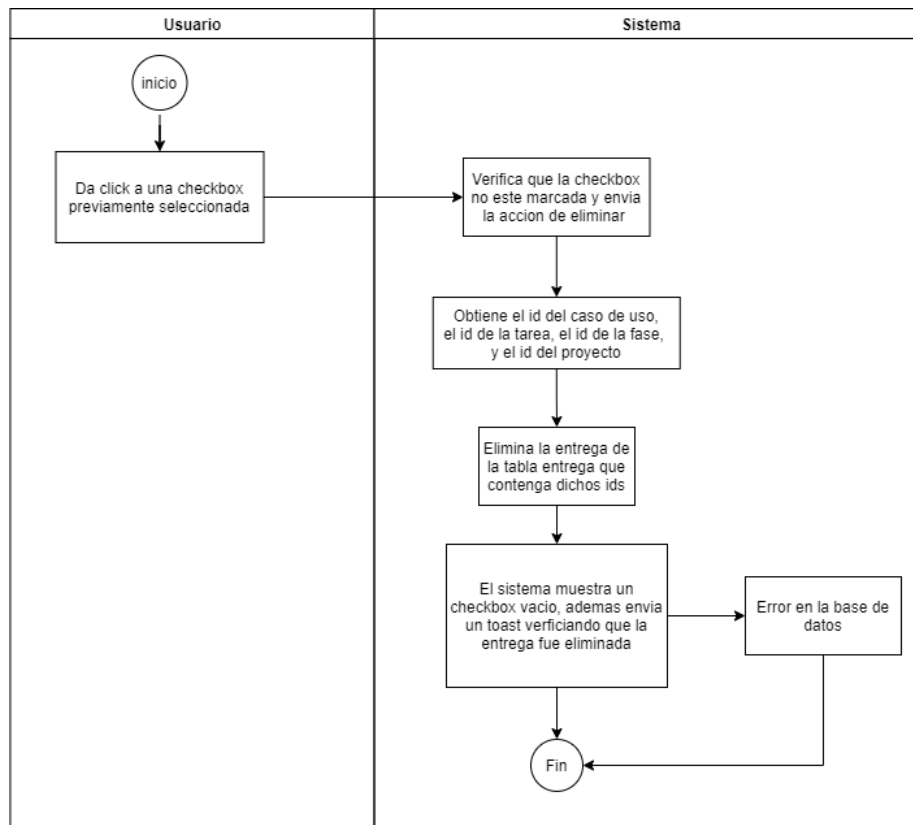 Usuario
Sistema
inicio
Da click a una checkbox
previamente seleccionada
Verifica que la checkbox
no este marcada y envia
la accion de eliminar
Obtiene el id del caso de uso,
el id de la tarea, el id de la fase,
y el id del proyecto
Elimina la entrega de
la tabla entrega que
contenga dichos ids
El sistema muestra un
checkbox vacio, ademas envia
un toast verficiando que la
entrega fue eliminada
Error en la base de
datos
Fin